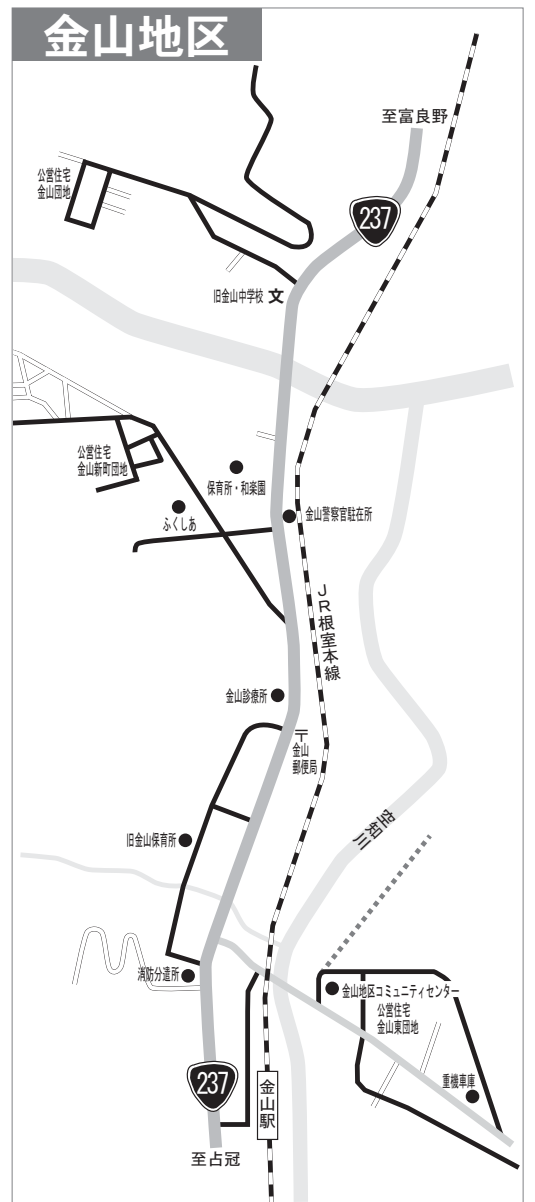 金山地区
至富良野
237
公営住宅
金山団地
旧金山中学校 文
公営住宅
金山新町団地
保育所・和楽園
ふくしあ
金山警察官駐在所
JR根室本線
金山診療所
〒
金山
郵便局
空知川
旧金山保育所
消防分遣所
金山地区コミュニティセンター
公営住宅
金山東団地
重機車庫
237
金山駅
至占冠